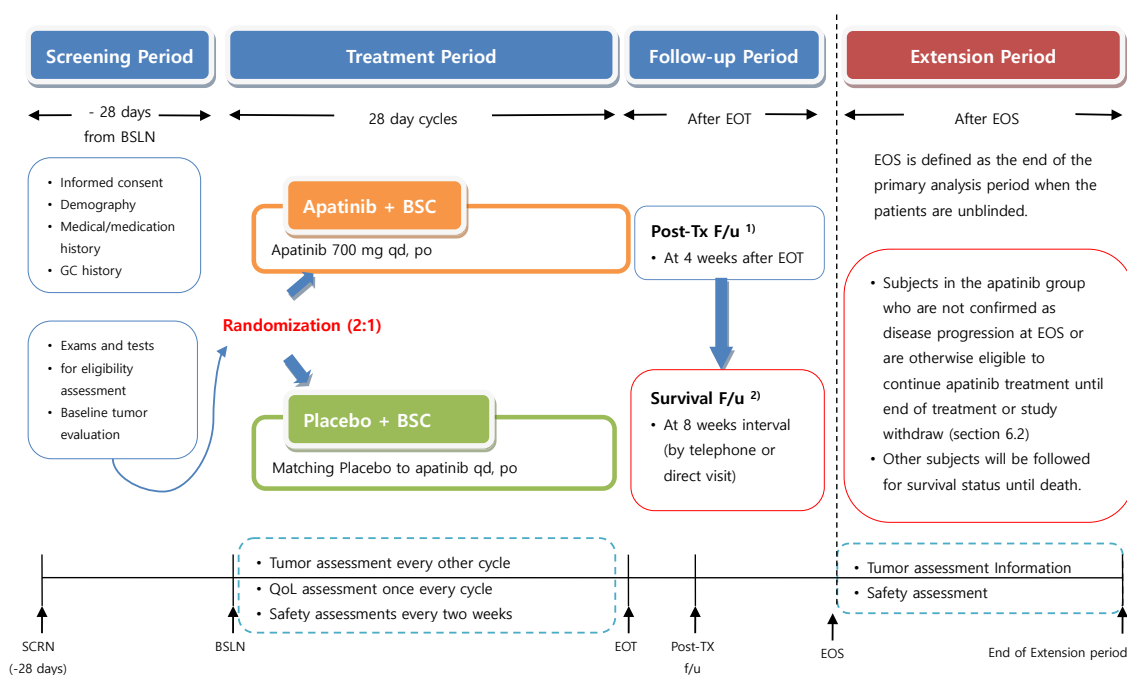 Screening Period
Treatment Period
Follow-up Period
Extension Period
- 28 days
from BSLN
28 day cycles
After EOT
After EOS
• Informed consent
• Demography
• Medical/medication
history
• GC history
• Exams and tests
• for eligibility
assessment
• Baseline tumor
evaluation
Randomization (2:1)
Apatinib + BSC
Apatinib 700 mg qd, po
Placebo + BSC
Matching Placebo to apatinib qd, po
Post-Tx F/u 1)
• At 4 weeks after EOT
Survival F/u 2)
• At 8 weeks interval
(by telephone or
direct visit)
EOS is defined as the end of the
primary analysis period when the
patients are unblinded.
• Subjects in the apatinib group
who are not confirmed as
disease progression at EOS or
are otherwise eligible to
continue apatinib treatment until
end of treatment or study
withdraw (section 6.2)
• Other subjects will be followed
for survival status until death.
• Tumor assessment every other cycle
• QoL assessment once every cycle
• Safety assessments every two weeks
• Tumor assessment Information
• Safety assessment
SCRN
(-28 days)
BSLN
EOT
Post-TX
f/u
EOS
End of Extension period